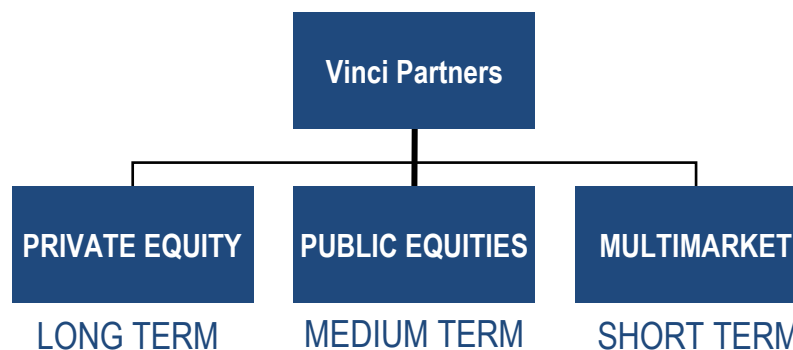 Vinci Partners
PRIVATE EQUITY
PUBLIC EQUITIES
MULTIMARKET
LONG TERM
MEDIUM TERM
SHORT TERM